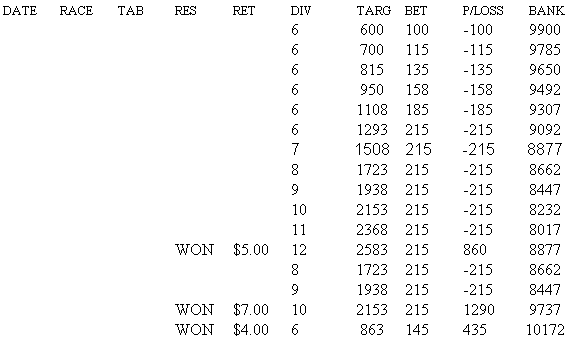 DATE RACE TAB RES RET DIV TARG BET P/LOSS BANK
6 600 100 -100 9900
6 700 115 -115 9785
6 815 135 -135 9650
6 950 158 -158 9492
6 1108 185 -185 9307
6 1293 215 -215 9092
7 1508 215 -215 8877
8 1723 215 -215 8662
9 1938 215 -215 8447
10 2153 215 -215 8232
11 2368 215 -215 8017
WON $5.00 12 2583 215 860 8877
8 1723 215 -215 8662
9 1938 215 -215 8447
WON $7.00 10 2153 215 1290 9737
WON $4.00 6 863 145 435 10172